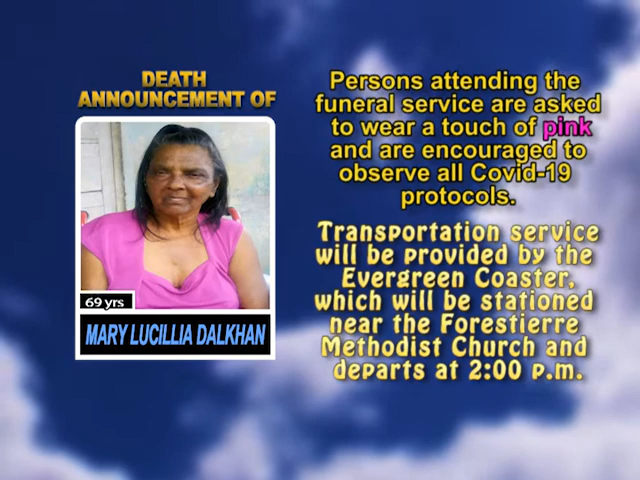 DEATH
ANNOUNCEMENT OF
69 yrs
MARY LUCILLIA DALKHAN
Persons attending the
funeral service are asked
to wear a touch of pink
and are encouraged to
observe all Covid-19
protocols.
Transportation service
will be provided by the
Evergreen Coaster,
which will be stationed
near the Forestierre
Methodist Church and
departs at 2:00 p.m.